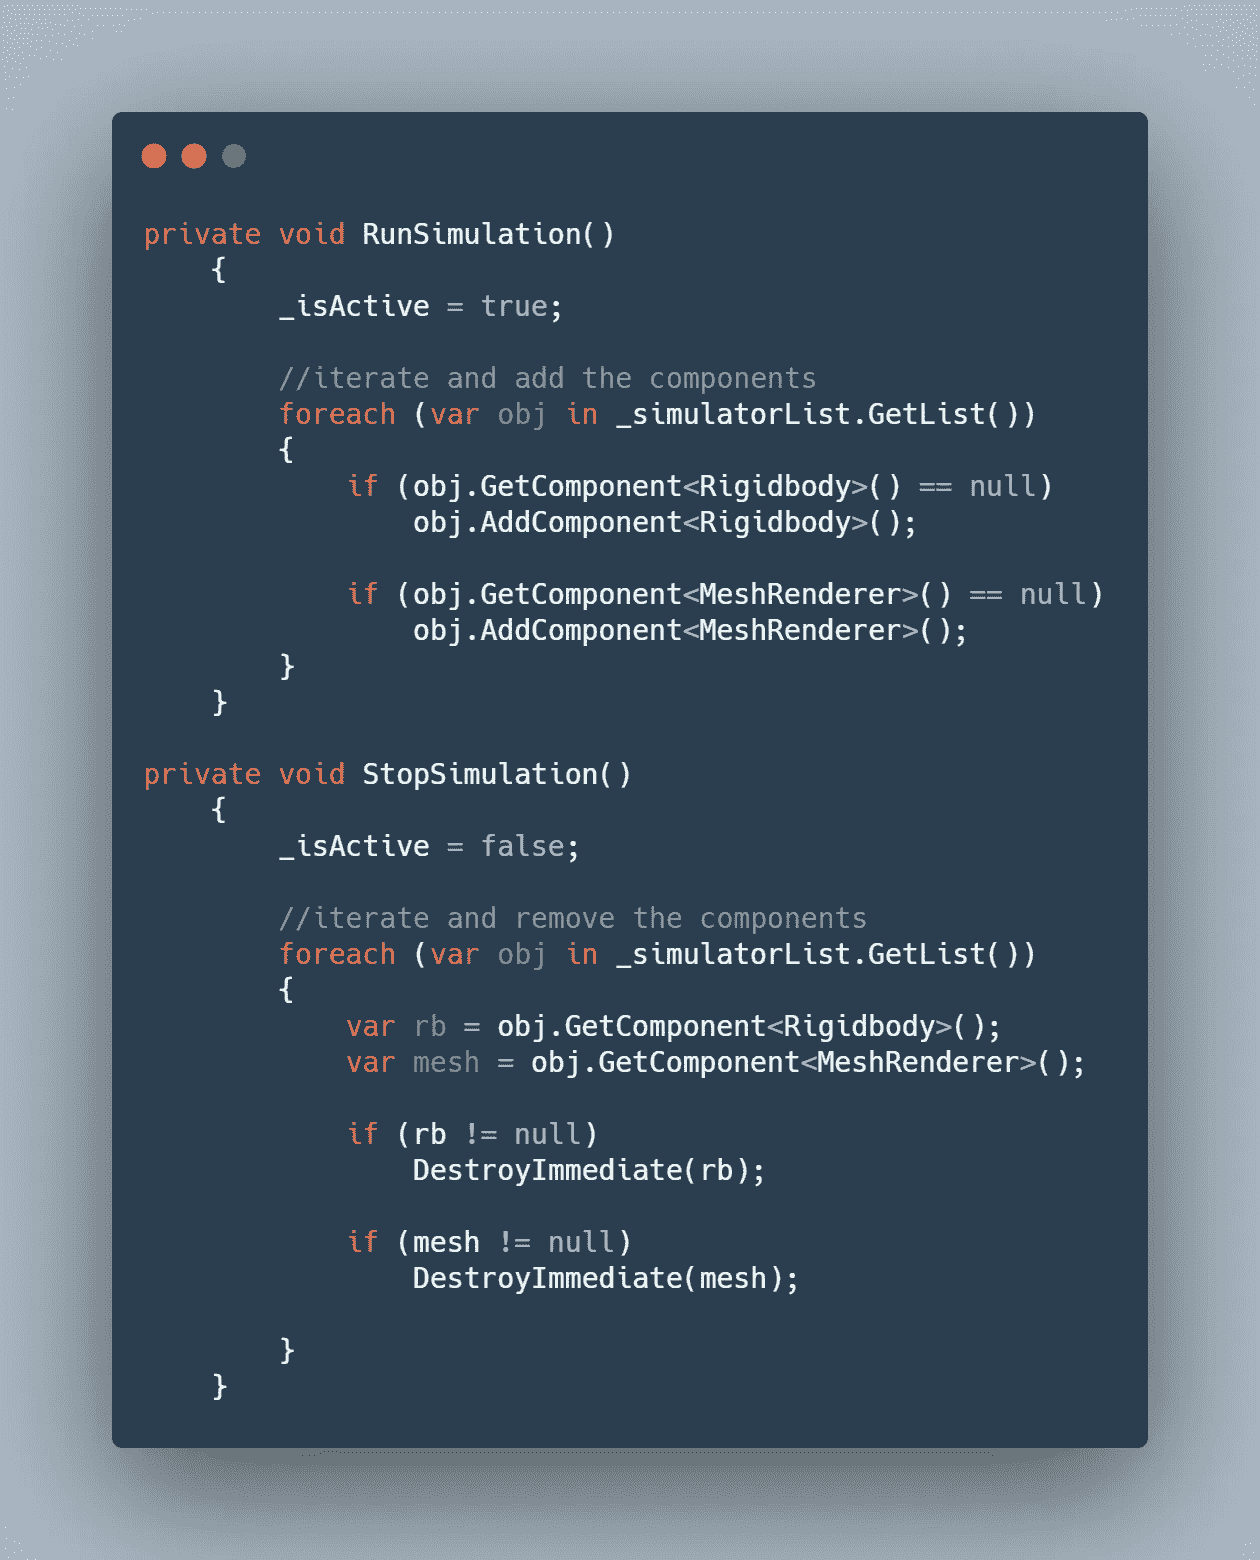 private void RunSimulation()
    {
        _isActive = true;

        //iterate and add the components
        foreach (var obj in _simulatorList.GetList())
        {
            if (obj.GetComponent<Rigidbody>() == null)
                obj.AddComponent<Rigidbody>();

            if (obj.GetComponent<MeshRenderer>() == null)
                obj.AddComponent<MeshRenderer>();
        }
    }

private void StopSimulation()
    {
        _isActive = false;

        //iterate and remove the components
        foreach (var obj in _simulatorList.GetList())
        {
            var rb = obj.GetComponent<Rigidbody>();
            var mesh = obj.GetComponent<MeshRenderer>();

            if (rb != null)
                DestroyImmediate(rb);

            if (mesh != null)
                DestroyImmediate(mesh);

        }
    }